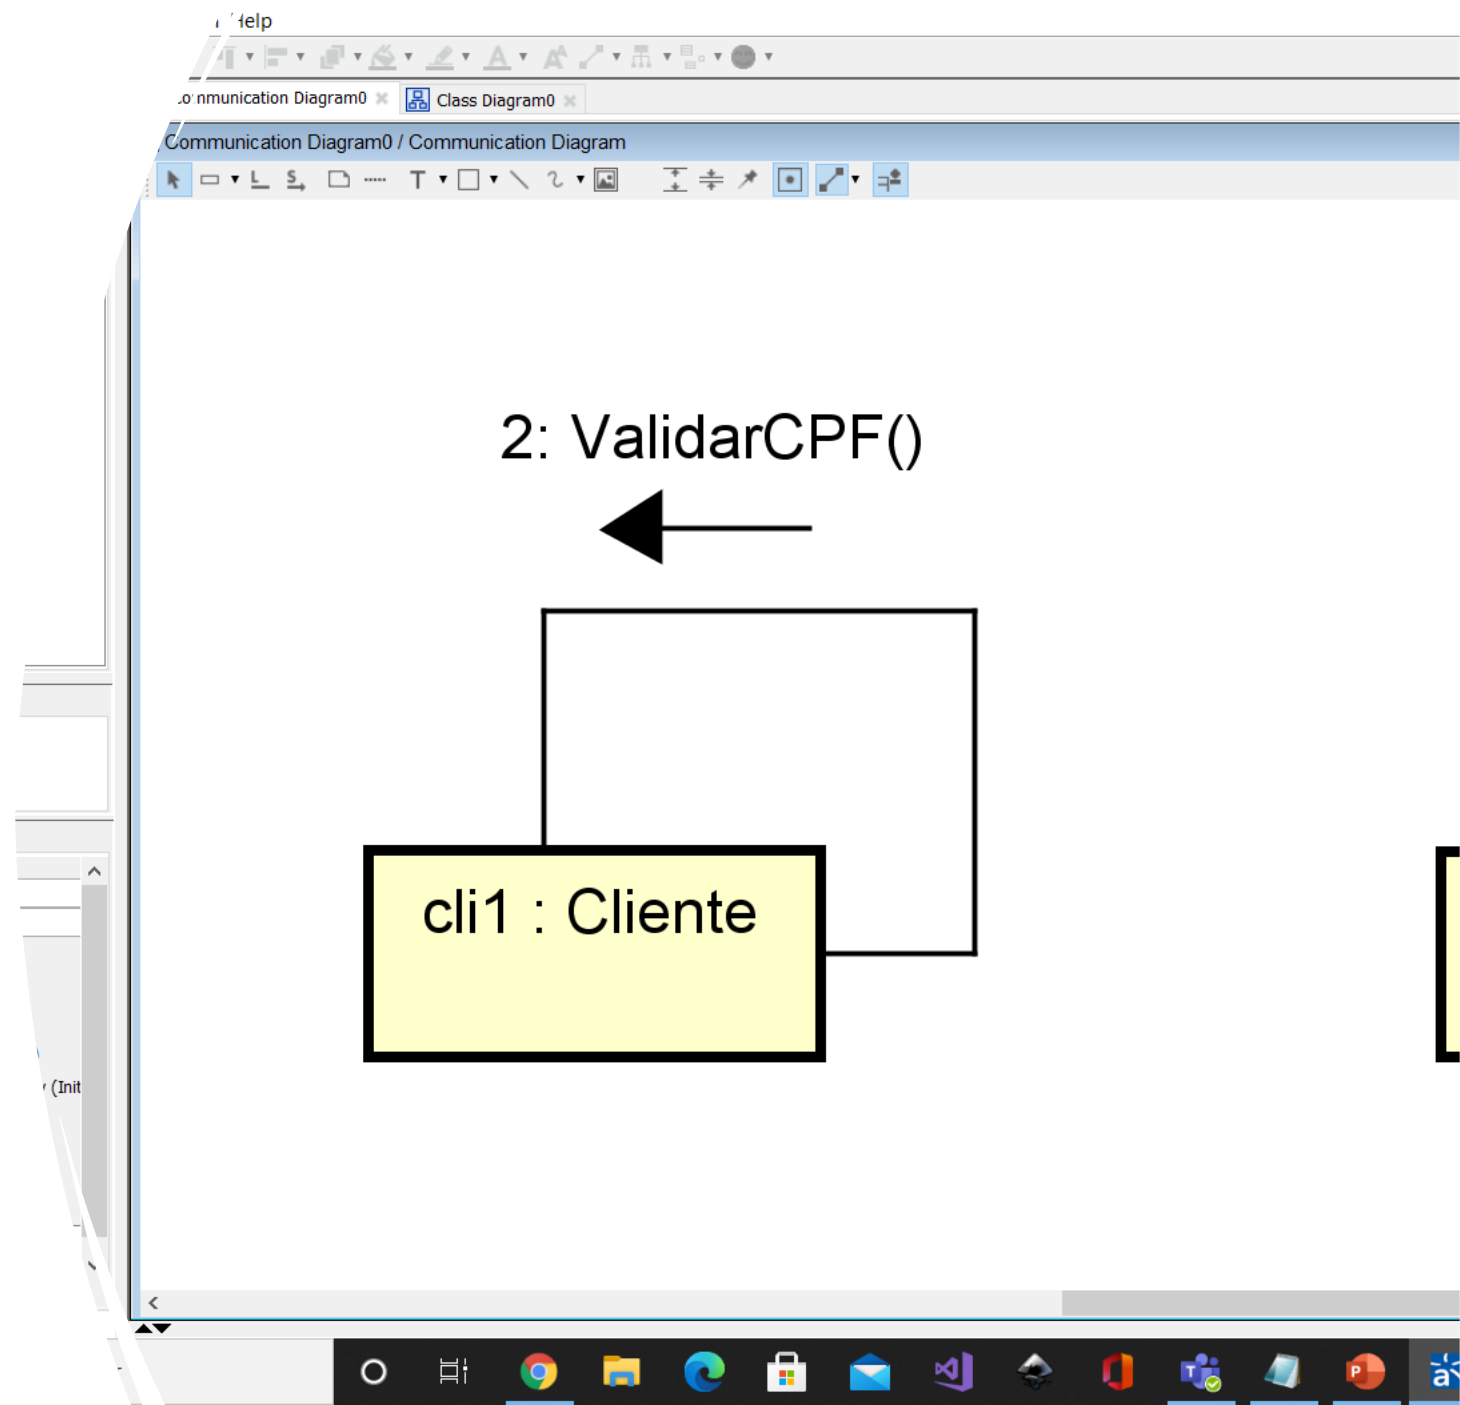 Help
Communication Diagram0
Class Diagram0
Communication Diagram0 / Communication Diagram
2: ValidarCPF()
cli1 : Cliente
(Init